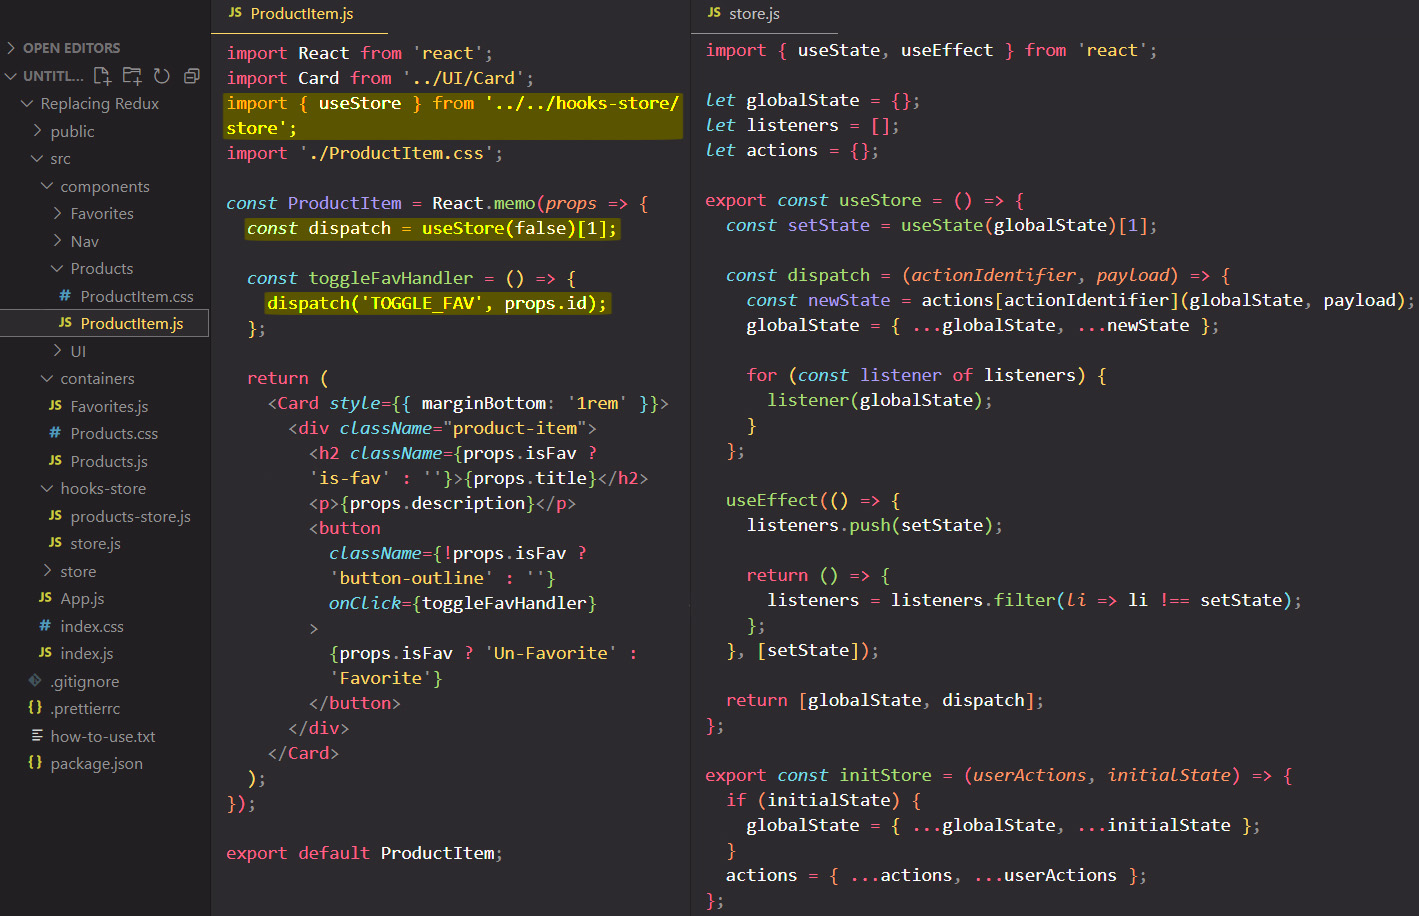 OPEN EDITORS
UNTITL...
Replacing Redux
public
src
components
Favorites
Nav
Products
# ProductItem.css
JS ProductItem.js
UI
containers
JS Favorites.js
# Products.css
JS Products.js
hooks-store
JS products-store.js
JS store.js
store
JS App.js
# index.css
JS index.js
.gitignore
{} .prettierrc
how-to-use.txt
{} package.json
JS ProductItem.js
import React from 'react';
import Card from '../UI/Card';
import { useStore } from '../../hooks-store/
store';
import './ProductItem.css';
const ProductItem = React.memo(props => {
const dispatch = useStore(false)[1];
const toggleFavHandler = () => {
dispatch('TOGGLE_FAV', props.id);
};
return (
<Card style={{ marginBottom: '1rem' }}>
<div className="product-item">
<h2 className={props.isFav ?
'is-fav' : ''}>{props.title}</h2>
<p>{props.description}</p>
<button
className={!props.isFav ?
'button-outline' : ''}
onClick={toggleFavHandler}
>
{props.isFav ? 'Un-Favorite' :
'Favorite'}
</button>
</div>
</Card>
);
});
export default ProductItem;
JS store.js
import { useState, useEffect } from 'react';
let globalState = {};
let listeners = [];
let actions = {};
export const useStore = () => {
const setState = useState(globalState)[1];
const dispatch = (actionIdentifier, payload) => {
const newState = actions[actionIdentifier](globalState, payload);
globalState = { ...globalState, ...newState };
for (const listener of listeners) {
listener(globalState);
}
};
useEffect(() => {
listeners.push(setState);
return () => {
listeners = listeners.filter(li => li !== setState);
};
}, [setState]);
return [globalState, dispatch];
};
export const initStore = (userActions, initialState) => {
if (initialState) {
globalState = { ...globalState, ...initialState };
}
actions = { ...actions, ...userActions };
};